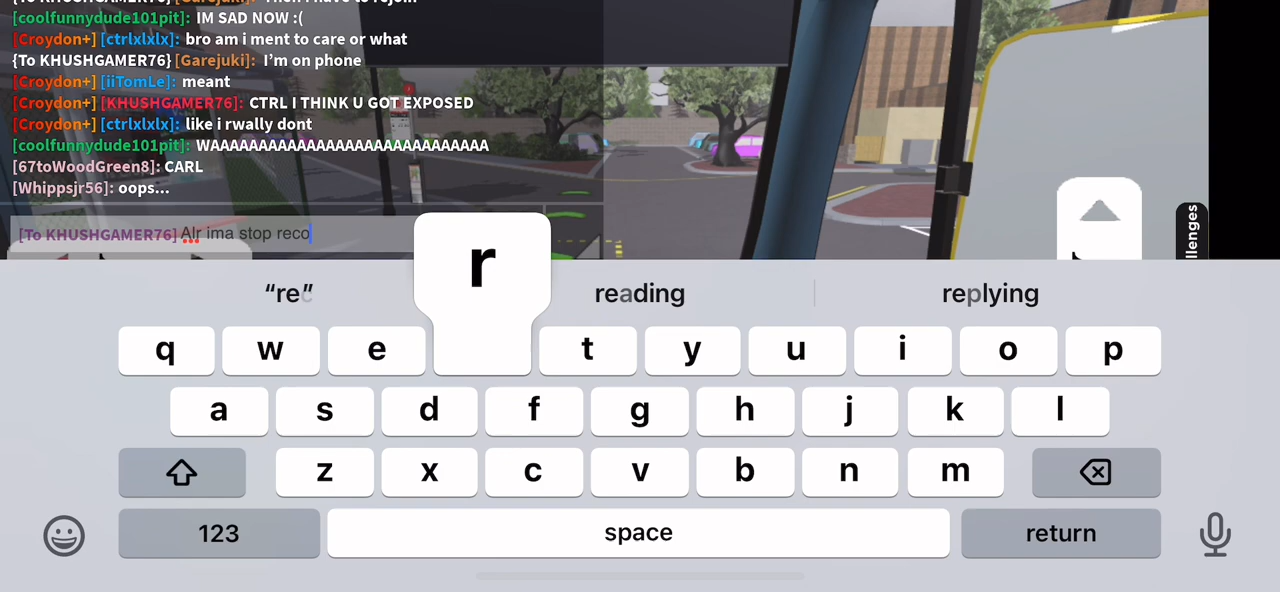 [coolfunnydude101pit]: IM SAD NOW :(
[Croydon+] [ctrlxlxlx]: bro am i ment to care or what
{To KHUSHGAMER76} [Garejuki]: I'm on phone
[Croydon+] [iiTomLe]: meant
[Croydon+] [KHUSHGAMER76]: CTRL I THINK U GOT EXPOSED
[Croydon+] [ctrlxlxlx]: like i rwally dont
[coolfunnydude101pit]: WAAAAAAAAAAAAAAAAAAAAAAAAAAAA
[67toWoodGreen8]: CARL
[Whippsjr56]: oops...
[To KHUSHGAMER76] Alr ima stop reco
llenges
"re" reading replying
r
q w e t y u i o p
a s d f g h j k l
z x c v b n m
123 space return